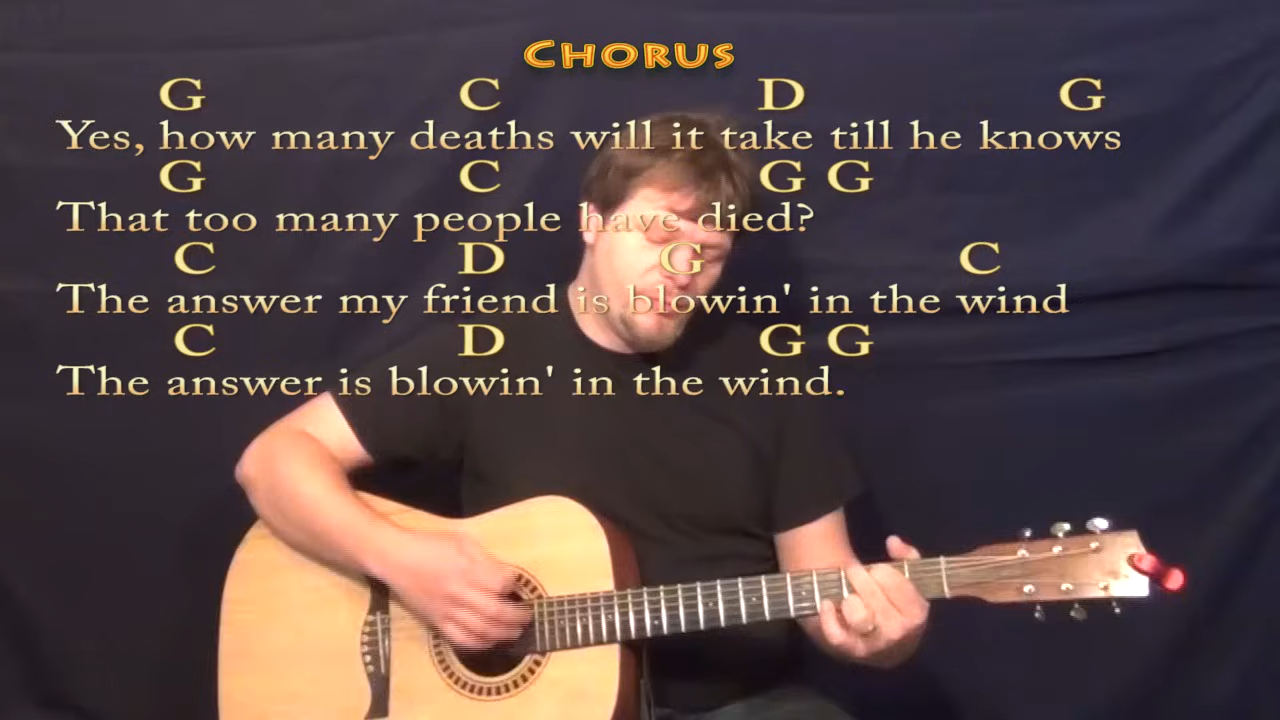 CHORUS
G C D G
Yes, how many deaths will it take till he knows
G C G G
That too many people have died?
C D G C
The answer my friend is blowin' in the wind
C D G G
The answer is blowin' in the wind.